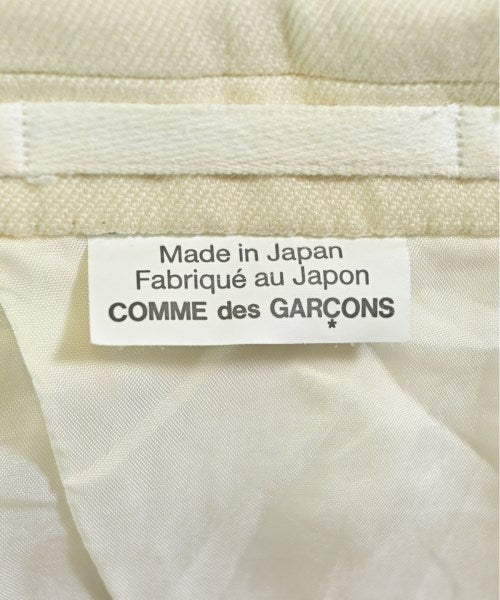 Made in Japan
Fabriqué au Japon
COMME des GARÇONS
*